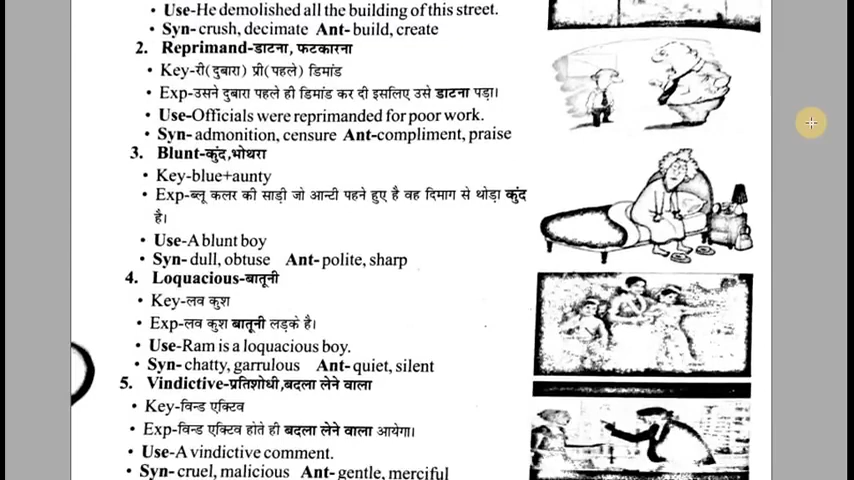 • Use-He demolished all the building of this street.
• Syn- crush, decimate Ant-build, create
2. Reprimand-डाटना, फटकारना
• Key-री(दुबारा) प्री(पहले) डिमांड
• Exp-उसने दुबारा पहले ही डिमांड कर दी इसलिए उसे डाटना पड़ा।
• Use-Officials were reprimanded for poor work.
• Syn- admonition, censure Ant-compliment, praise
3. Blunt-कुंद,भोथरा
• Key-blue+aunty
• Exp-ब्लू कलर की साड़ी जो आन्टी पहने हुए है वह दिमाग से थोड़ा कुंद
है।
• Use-A blunt boy
• Syn- dull, obtuse Ant-polite, sharp
4. Loquacious-बातूनी
• Key-लव कुश
• Exp-लव कुश बातूनी लड़के है।
• Use-Ram is a loquacious boy.
• Syn- chatty, garrulous Ant-quiet, silent
5. Vindictive-प्रतिशोधी,बदला लेने वाला
• Key-विन्ड एक्टिव
• Exp-विन्ड एक्टिव होते ही बदला लेने वाला आयेगा।
• Use-A vindictive comment.
• Syn- cruel, malicious Ant-gentle, merciful